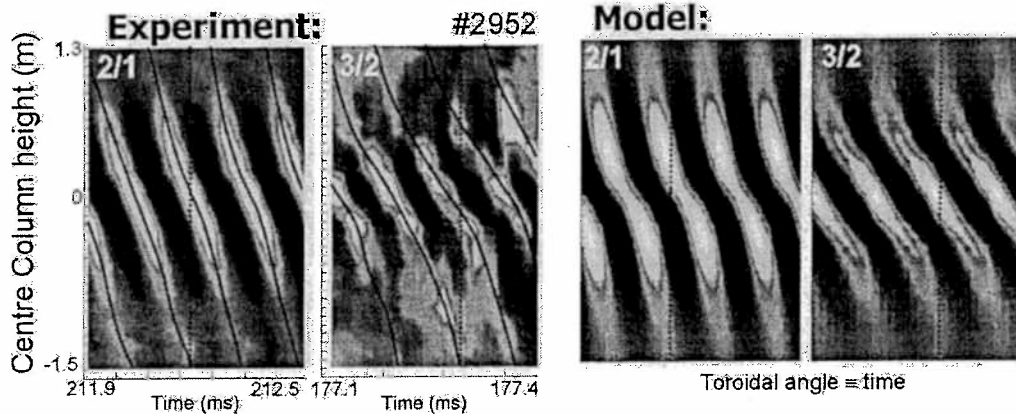 Experiment: #2952 Model:
Centre Column height (m)
1.3
0
-1.5
2/1
3/2
2/1
3/2
211.9 212.5 177.1 177.4
Time (ms) Time (ms)
Toroidal angle ≡ time